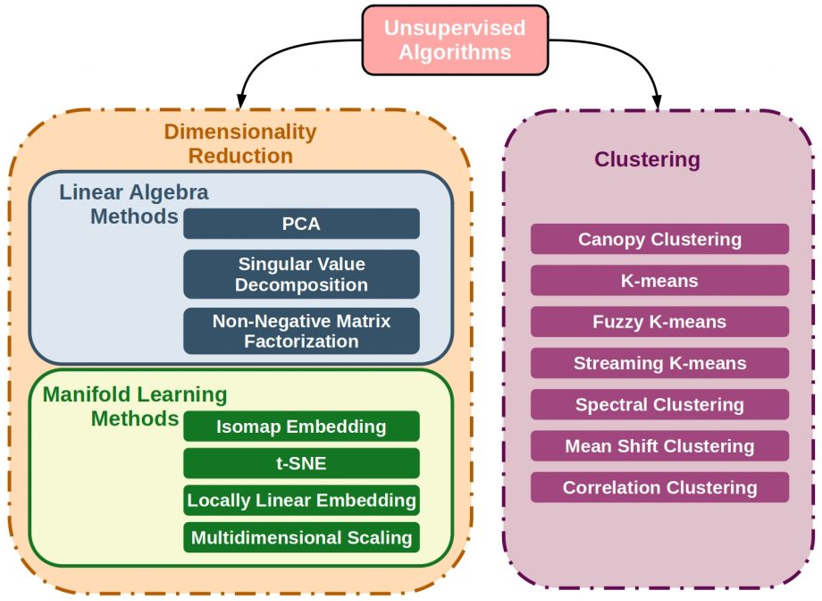 Unsupervised
Algorithms
Dimensionality
Reduction
Linear Algebra
Methods
PCA
Singular Value
Decomposition
Non-Negative Matrix
Factorization
Manifold Learning
Methods
Isomap Embedding
t-SNE
Locally Linear Embedding
Multidimensional Scaling
Clustering
Canopy Clustering
K-means
Fuzzy K-means
Streaming K-means
Spectral Clustering
Mean Shift Clustering
Correlation Clustering